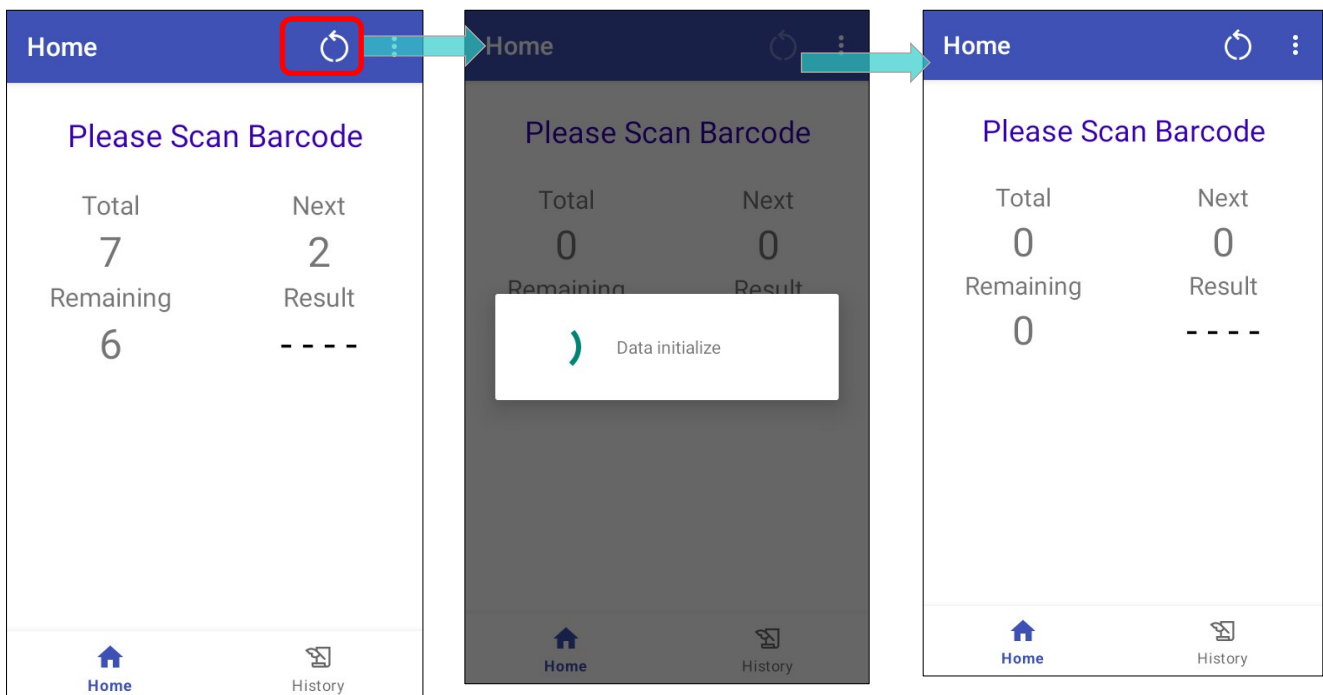 Home
Please Scan Barcode
Total Next
7 2
Remaining Result
6 ----
Home History
Home
Please Scan Barcode
Total Next
0 0
Remaining Result
Data initialize
Home History
Home
Please Scan Barcode
Total Next
0 0
Remaining Result
0 ----
Home History